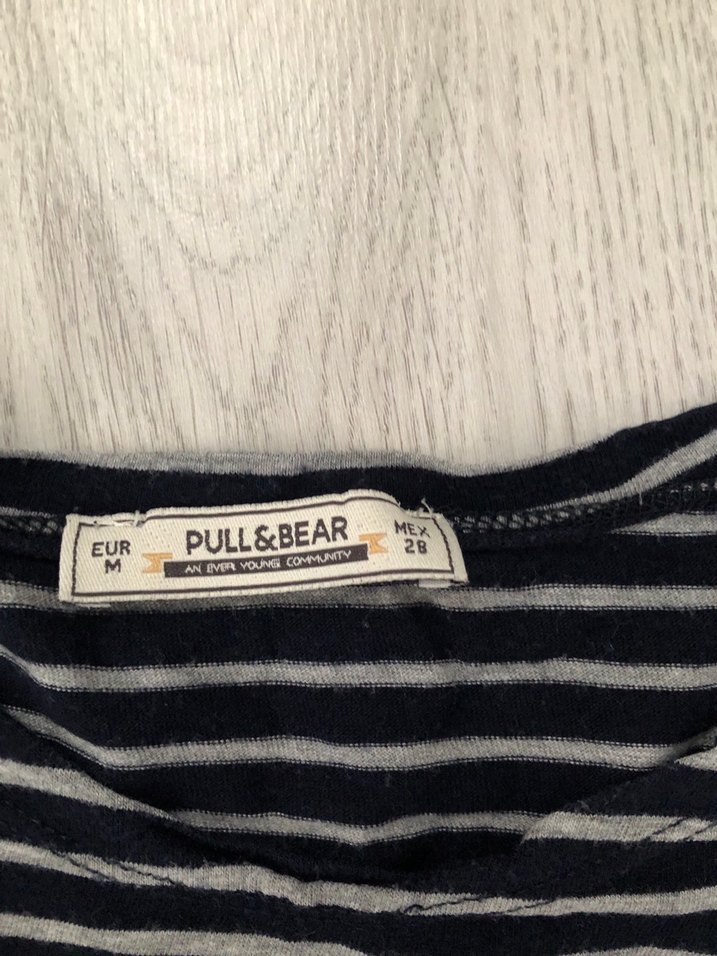 EUR
M
PULL&BEAR
AN EVER YOUNG COMMUNITY
MEX
28